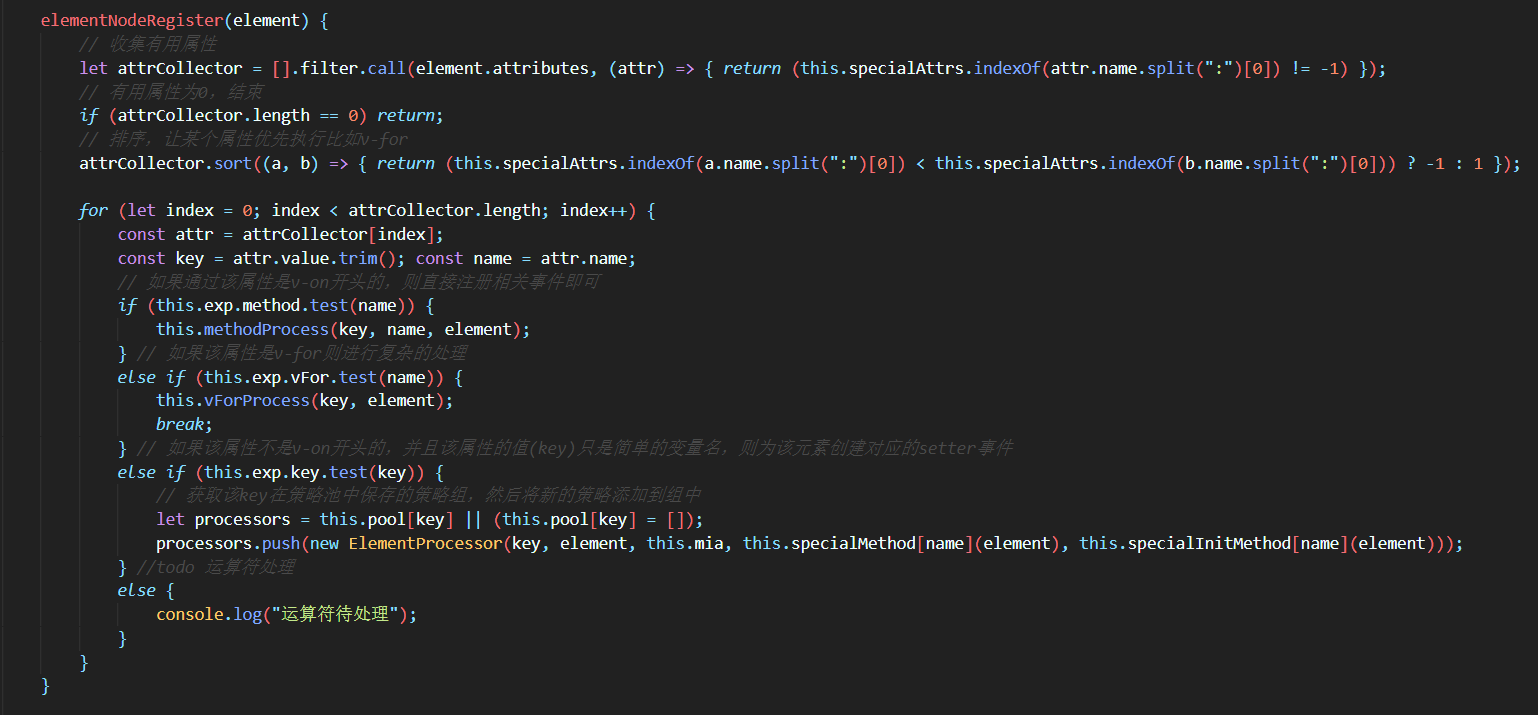 elementNodeRegister(element) {
// 收集有用属性
let attrCollector = [].filter.call(element.attributes, (attr) => { return (this.specialAttrs.indexOf(attr.name.split(":")[0]) != -1) });
// 有用属性为0，结束
if (attrCollector.length == 0) return;
// 排序，让某个属性优先执行比如v-for
attrCollector.sort((a, b) => { return (this.specialAttrs.indexOf(a.name.split(":")[0]) < this.specialAttrs.indexOf(b.name.split(":")[0])) ? -1 : 1 });
for (let index = 0; index < attrCollector.length; index++) {
const attr = attrCollector[index];
const key = attr.value.trim(); const name = attr.name;
// 如果通过该属性是v-on开头的，则直接注册相关事件即可
if (this.exp.method.test(name)) {
this.methodProcess(key, name, element);
} // 如果该属性是v-for则进行复杂的处理
else if (this.exp.vFor.test(name)) {
this.vForProcess(key, element);
break;
} // 如果该属性不是v-on开头的，并且该属性的值(key)只是简单的变量名，则为该元素创建对应的setter事件
else if (this.exp.key.test(key)) {
// 获取该key在策略池中保存的策略组，然后将新的策略添加到组中
let processors = this.pool[key] || (this.pool[key] = []);
processors.push(new ElementProcessor(key, element, this.mia, this.specialMethod[name](element), this.specialInitMethod[name](element)));
} //todo 运算符处理
else {
console.log("运算符待处理");
}
}
}